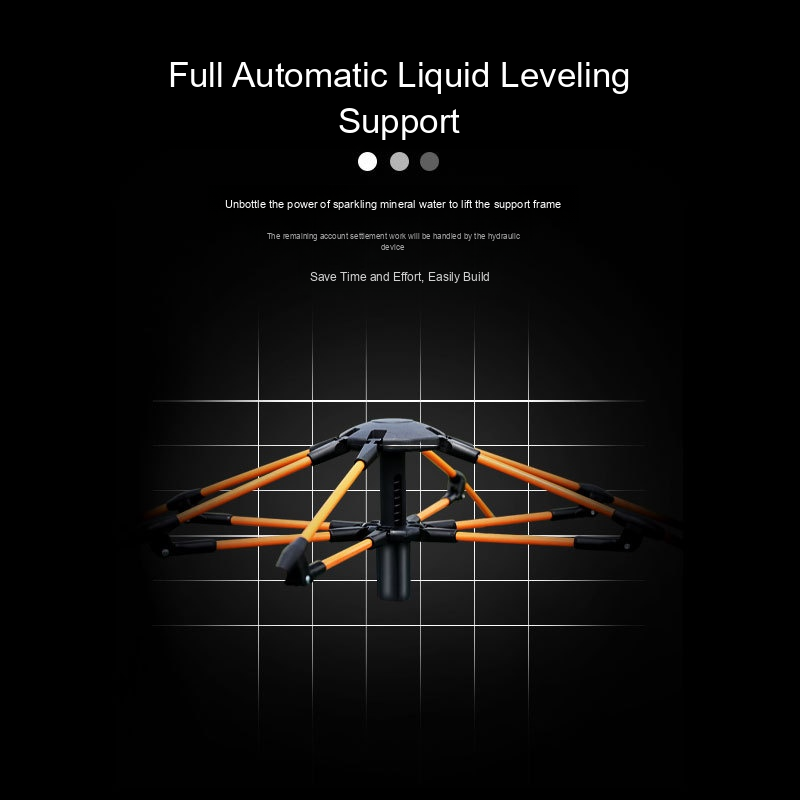 Full Automatic Liquid Leveling
Support
Unbottle the power of sparkling mineral water to lift the support frame
The remaining account settlement work will be handled by the hydraulic
device
Save Time and Effort, Easily Build